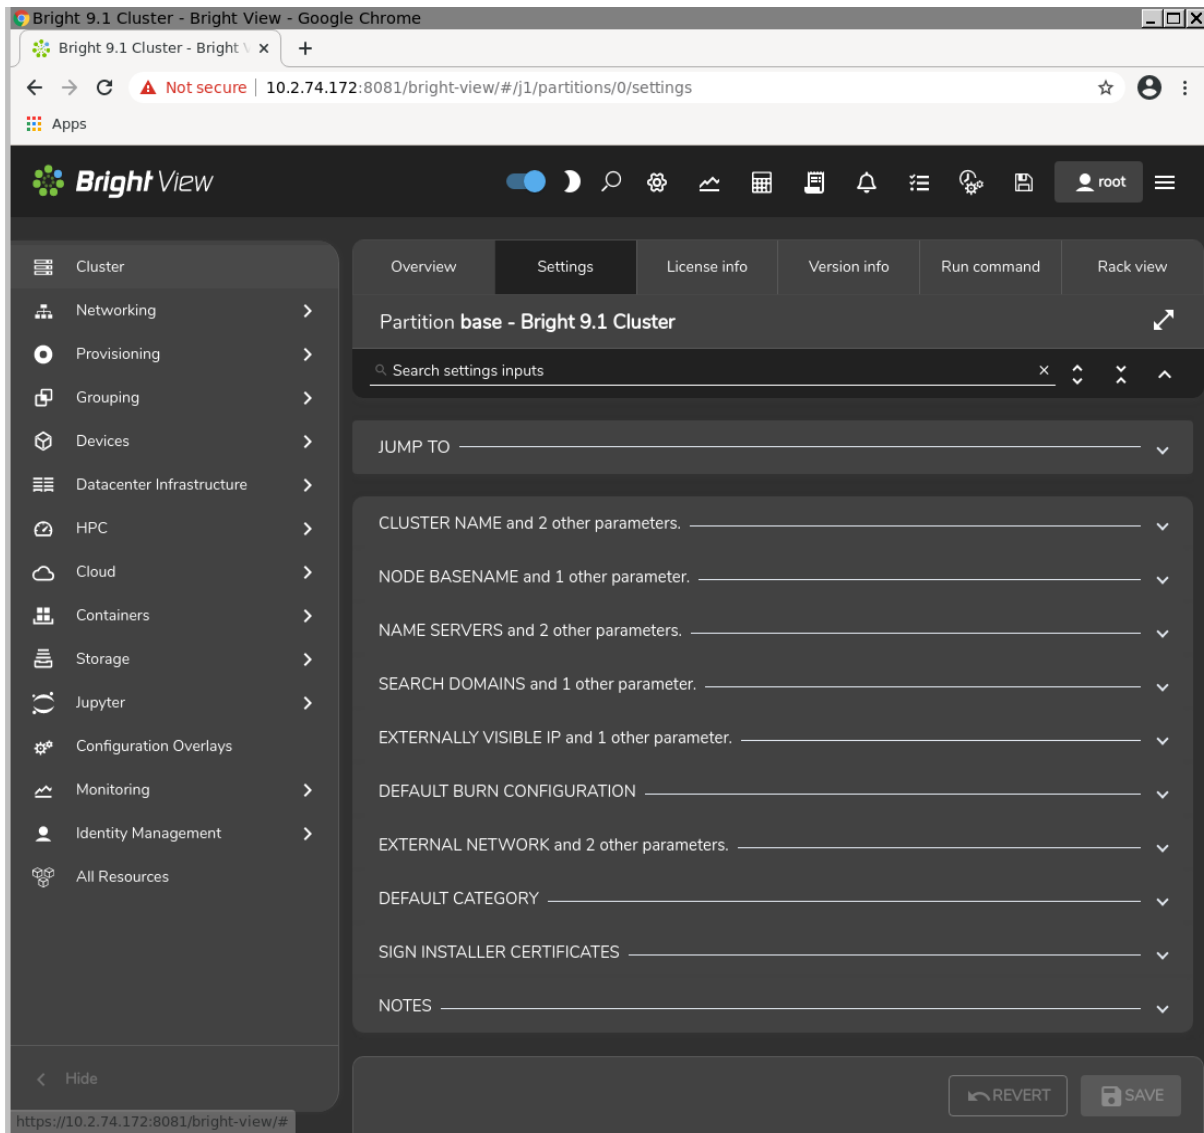 Bright 9.1 Cluster - Bright View - Google Chrome
Bright 9.1 Cluster - Bright
Not secure | 10.2.74.172:8081/bright-view/#/j1/partitions/0/settings
Apps
Bright View
root
Cluster
Networking
Provisioning
Grouping
Devices
Datacenter Infrastructure
HPC
Cloud
Containers
Storage
Jupyter
Configuration Overlays
Monitoring
Identity Management
All Resources
Hide
https://10.2.74.172:8081/bright-view/#
Overview Settings License info Version info Run command Rack view
Partition base - Bright 9.1 Cluster
Search settings inputs
JUMP TO
CLUSTER NAME and 2 other parameters.
NODE BASENAME and 1 other parameter.
NAME SERVERS and 2 other parameters.
SEARCH DOMAINS and 1 other parameter.
EXTERNALLY VISIBLE IP and 1 other parameter.
DEFAULT BURN CONFIGURATION
EXTERNAL NETWORK and 2 other parameters.
DEFAULT CATEGORY
SIGN INSTALLER CERTIFICATES
NOTES
REVERT SAVE